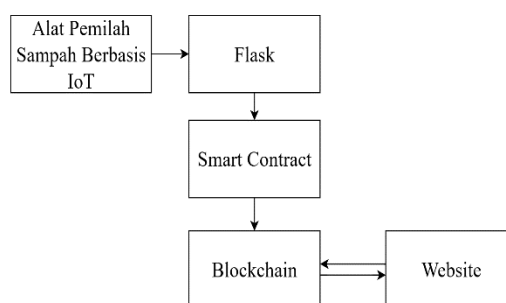 Alat Pemilah
Sampah Berbasis
IoT
Flask
Smart Contract
Blockchain
Website